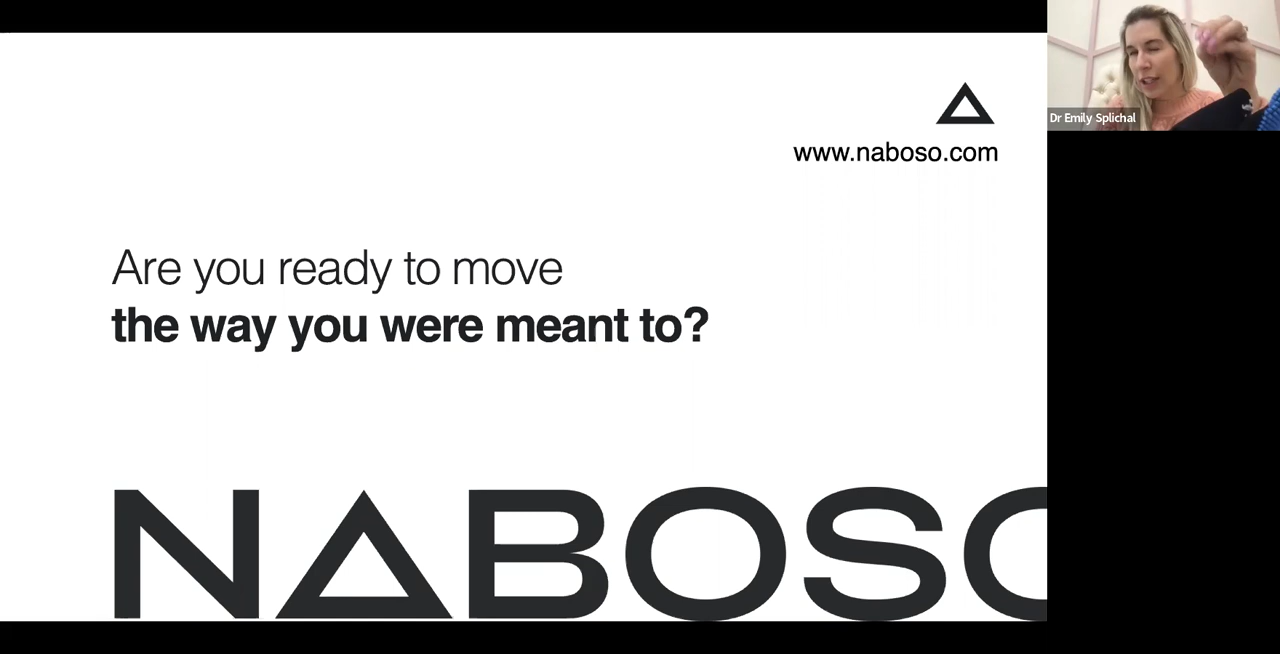 www.naboso.com
Are you ready to move
the way you were meant to?
NABOSO
Dr Emily Splichal